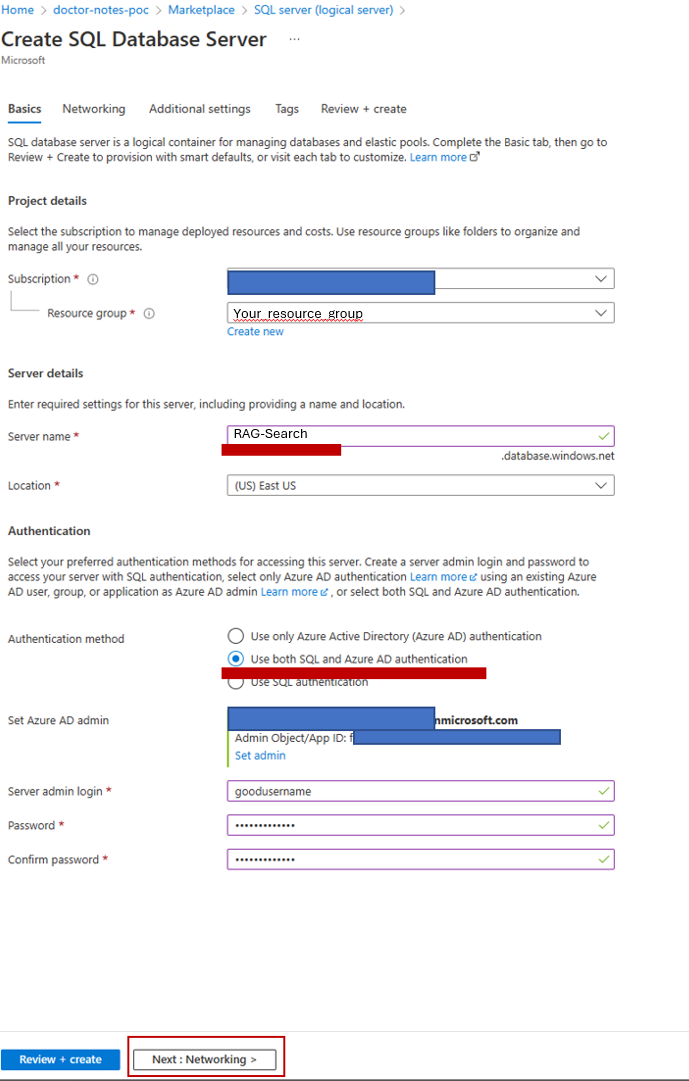 Home > doctor-notes-poc > Marketplace > SQL server (logical server) >
Create SQL Database Server ...
Microsoft
Basics Networking Additional settings Tags Review + create
SQL database server is a logical container for managing databases and elastic pools. Complete the Basic tab, then go to
Review + Create to provision with smart defaults, or visit each tab to customize. Learn more
Project details
Select the subscription to manage deployed resources and costs. Use resource groups like folders to organize and
manage all your resources.
Subscription *
Resource group * Your_resource_group
Create new
Server details
Enter required settings for this server, including providing a name and location.
Server name * RAG-Search
.database.windows.net
Location * (US) East US
Authentication
Select your preferred authentication methods for accessing this server. Create a server admin login and password to
access your server with SQL authentication, select only Azure AD authentication Learn more using an existing Azure
AD user, group, or application as Azure AD admin Learn more , or select both SQL and Azure AD authentication.
Authentication method Use only Azure Active Directory (Azure AD) authentication
Use both SQL and Azure AD authentication
Use SQL authentication
Set Azure AD admin nmicrosoft.com
Admin Object/App ID: f
Set admin
Server admin login * goodusername
Password * •••••••••••••
Confirm password * •••••••••••••
Review + create Next : Networking >